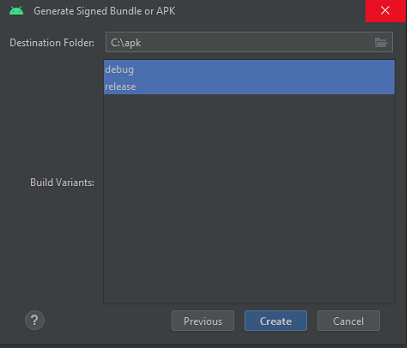 Generate Signed Bundle or APK
Destination Folder: C:\apk
debug
release
Build Variants:
? Previous Create Cancel